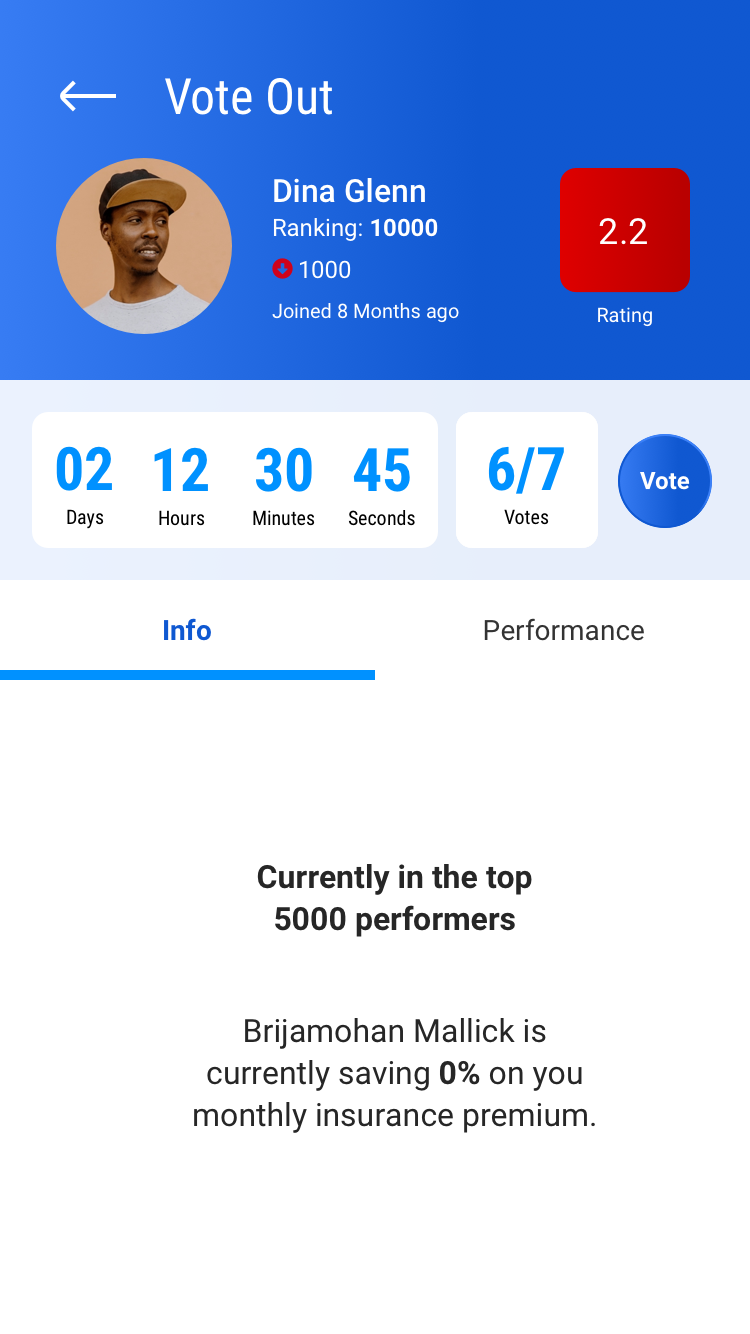 Vote Out
Dina Glenn
Ranking: 10000
1000
Joined 8 Months ago
2.2
Rating
02 12 30 45
Days Hours Minutes Seconds
6/7
Votes
Vote
Info Performance
Currently in the top
5000 performers
Brijamohan Mallick is
currently saving 0% on you
monthly insurance premium.